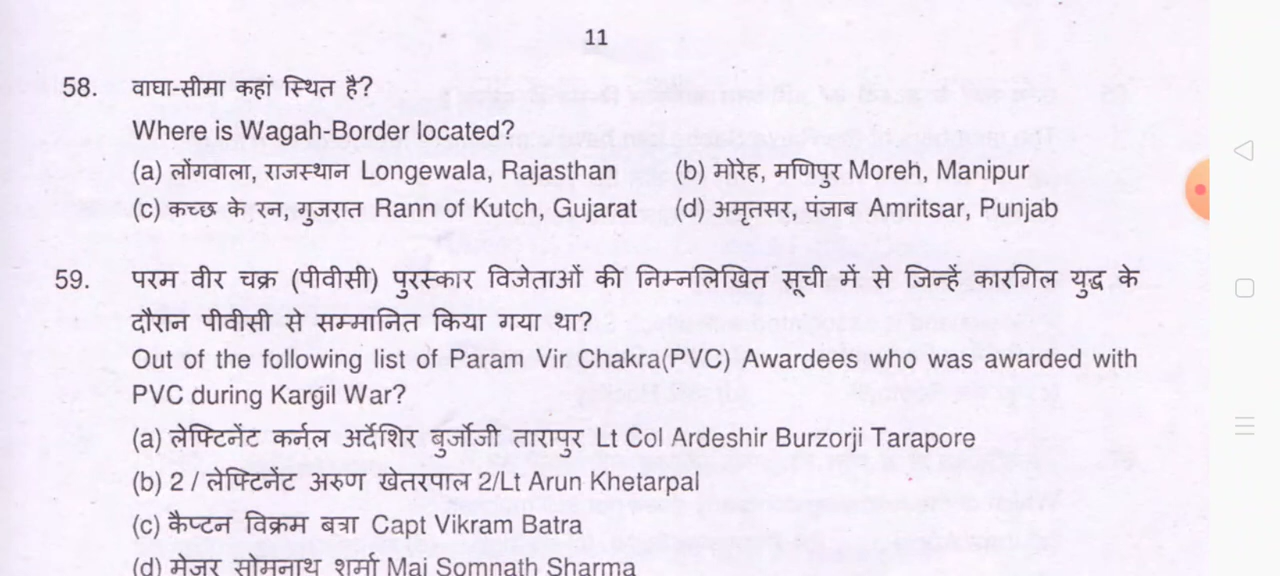 11
58. वाघा-सीमा कहां स्थित है?
Where is Wagah-Border located?
(a) लोंगवाला, राजस्थान Longewala, Rajasthan (b) मोरेह, मणिपुर Moreh, Manipur
(c) कच्छ के रन,गुजरात Rann of Kutch, Gujarat (d) अमृतसर, पंजाब Amritsar, Punjab
59. परम वीर चक्र (पीवीसी) पुरस्कार विजेताओं की निम्नलिखित सूची में से जिन्हें कारगिल युद्ध के
दौरान पीवीसी से सम्मानित किया गया था?
Out of the following list of Param Vir Chakra(PVC) Awardees who was awarded with
PVC during Kargil War?
(a) लेफ्टिनेंट कर्नल अर्देशिर बुर्जोजी तारापुर Lt Col Ardeshir Burzorji Tarapore
(b) 2 / लेफ्टिनेंट अरुण खेतरपाल 2/Lt Arun Khetarpal
(c) कैप्टन विक्रम बत्रा Capt Vikram Batra
(d) मेजर सोमनाथ शर्मा Maj Somnath Sharma